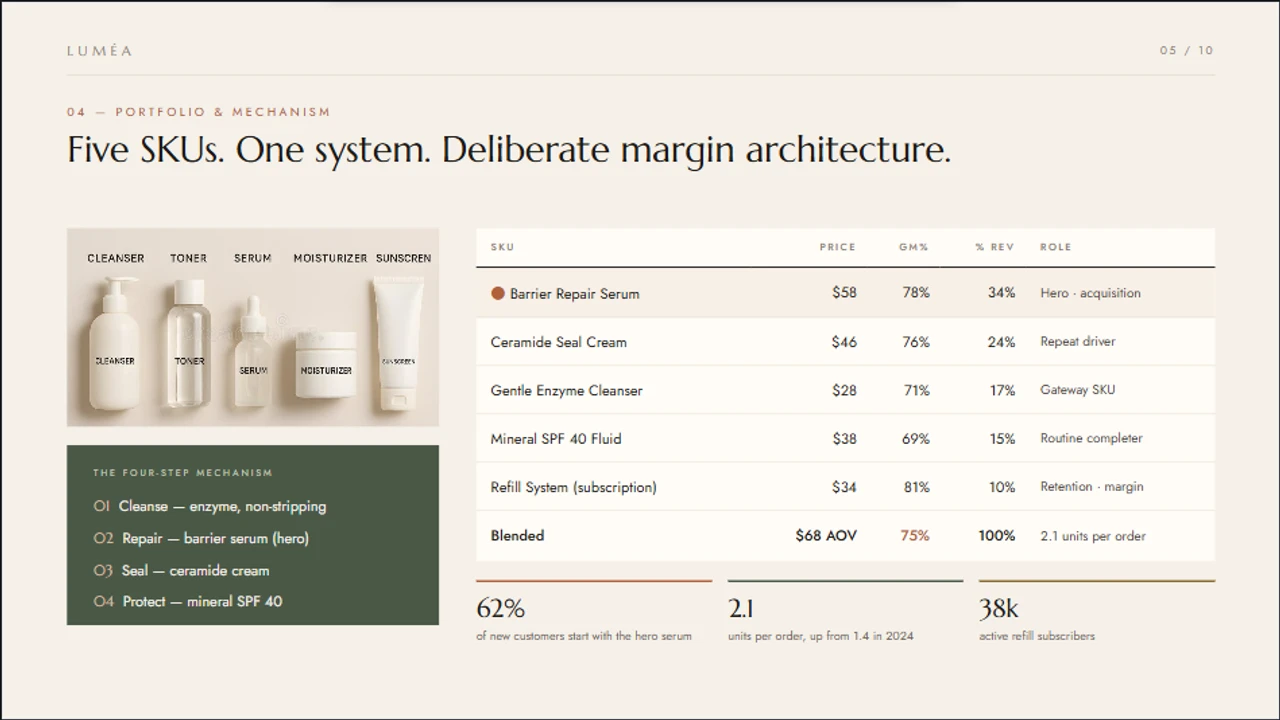 LUMÉA
05 / 10
04 — PORTFOLIO & MECHANISM
Five SKUs. One system. Deliberate margin architecture.
CLEANSER TONER SERUM MOISTURIZER SUNSCREN
CLEANSER
TONER
SERUM
MOISTURIZER
SUNSCREEN
THE FOUR-STEP MECHANISM
01 Cleanse — enzyme, non-stripping
02 Repair — barrier serum (hero)
03 Seal — ceramide cream
04 Protect — mineral SPF 40
SKU PRICE GM% % REV ROLE
Barrier Repair Serum $58 78% 34% Hero · acquisition
Ceramide Seal Cream $46 76% 24% Repeat driver
Gentle Enzyme Cleanser $28 71% 17% Gateway SKU
Mineral SPF 40 Fluid $38 69% 15% Routine completer
Refill System (subscription) $34 81% 10% Retention · margin
Blended $68 AOV 75% 100% 2.1 units per order
62%
of new customers start with the hero serum
2.1
units per order, up from 1.4 in 2024
38k
active refill subscribers